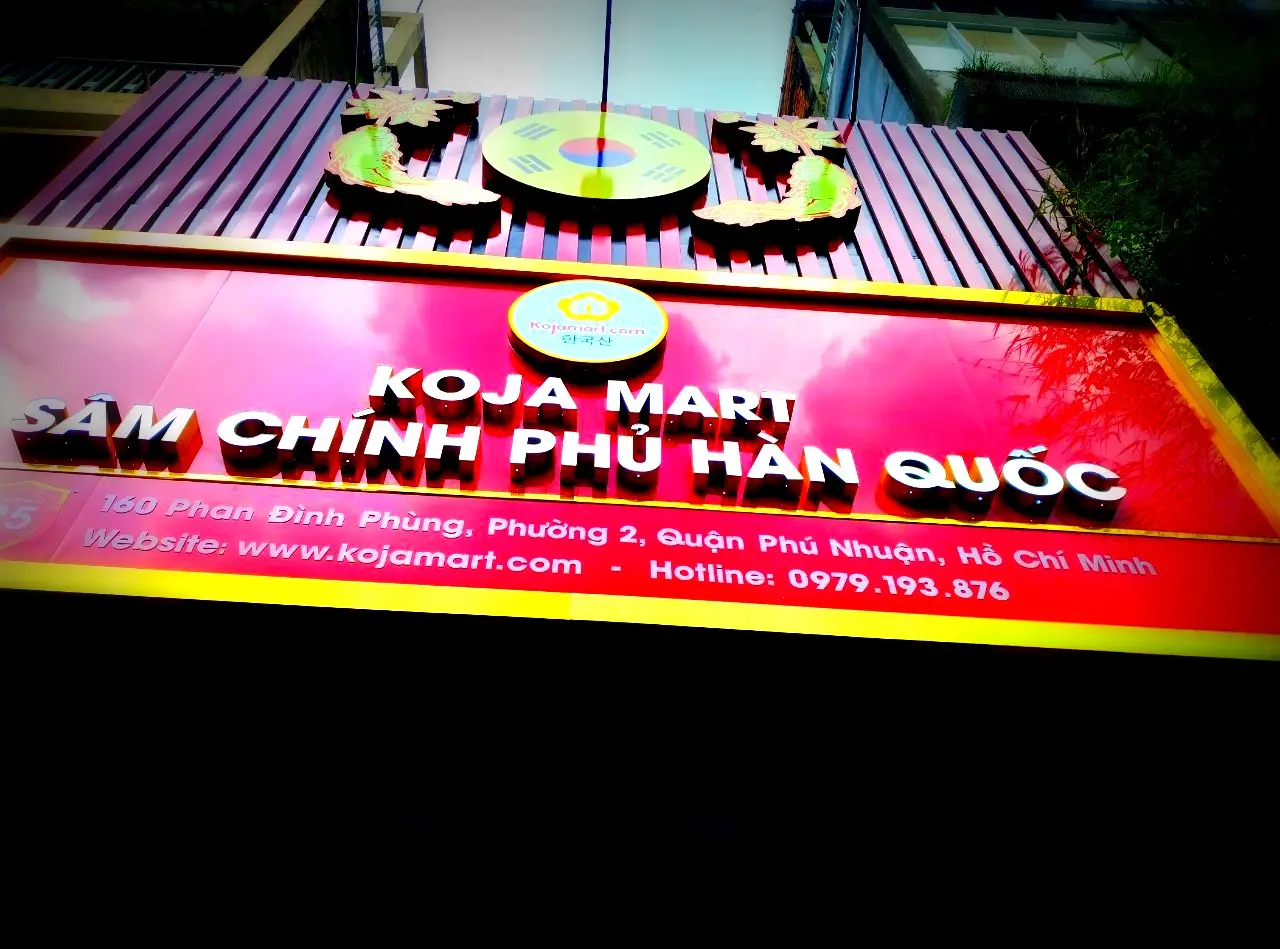 Kojamart.com
한국산
KOJA MART
SÂM CHÍNH PHỦ HÀN QUỐC
160 Phan Đình Phùng, Phường 2, Quận Phú Nhuận, Hồ Chí Minh
Website: www.kojamart.com - Hotline: 0979.193.876